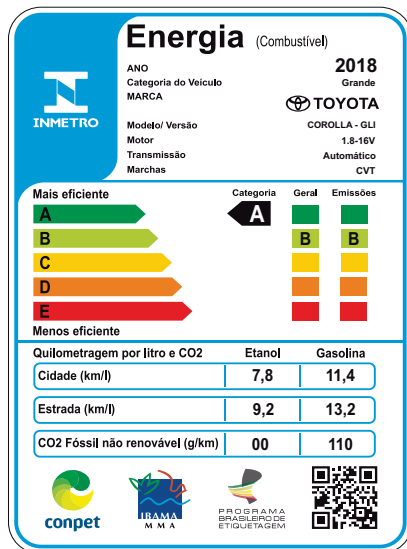 INMETRO
Energia (Combustível)
ANO 2018
Categoria do Veículo Grande
MARCA TOYOTA
Modelo/ Versão COROLLA - GLI
Motor 1.8-16V
Transmissão Automático
Marchas CVT
Mais eficiente Categoria Geral Emissões
A A
B B B
C
D
E
Menos eficiente
Quilometragem por litro e CO2 Etanol Gasolina
Cidade (km/l) 7,8 11,4
Estrada (km/l) 9,2 13,2
CO2 Fóssil não renovável (g/km) 00 110
conpet
IBAMA
M M A
PROGRAMA
BRASILEIRO DE
ETIQUETAGEM